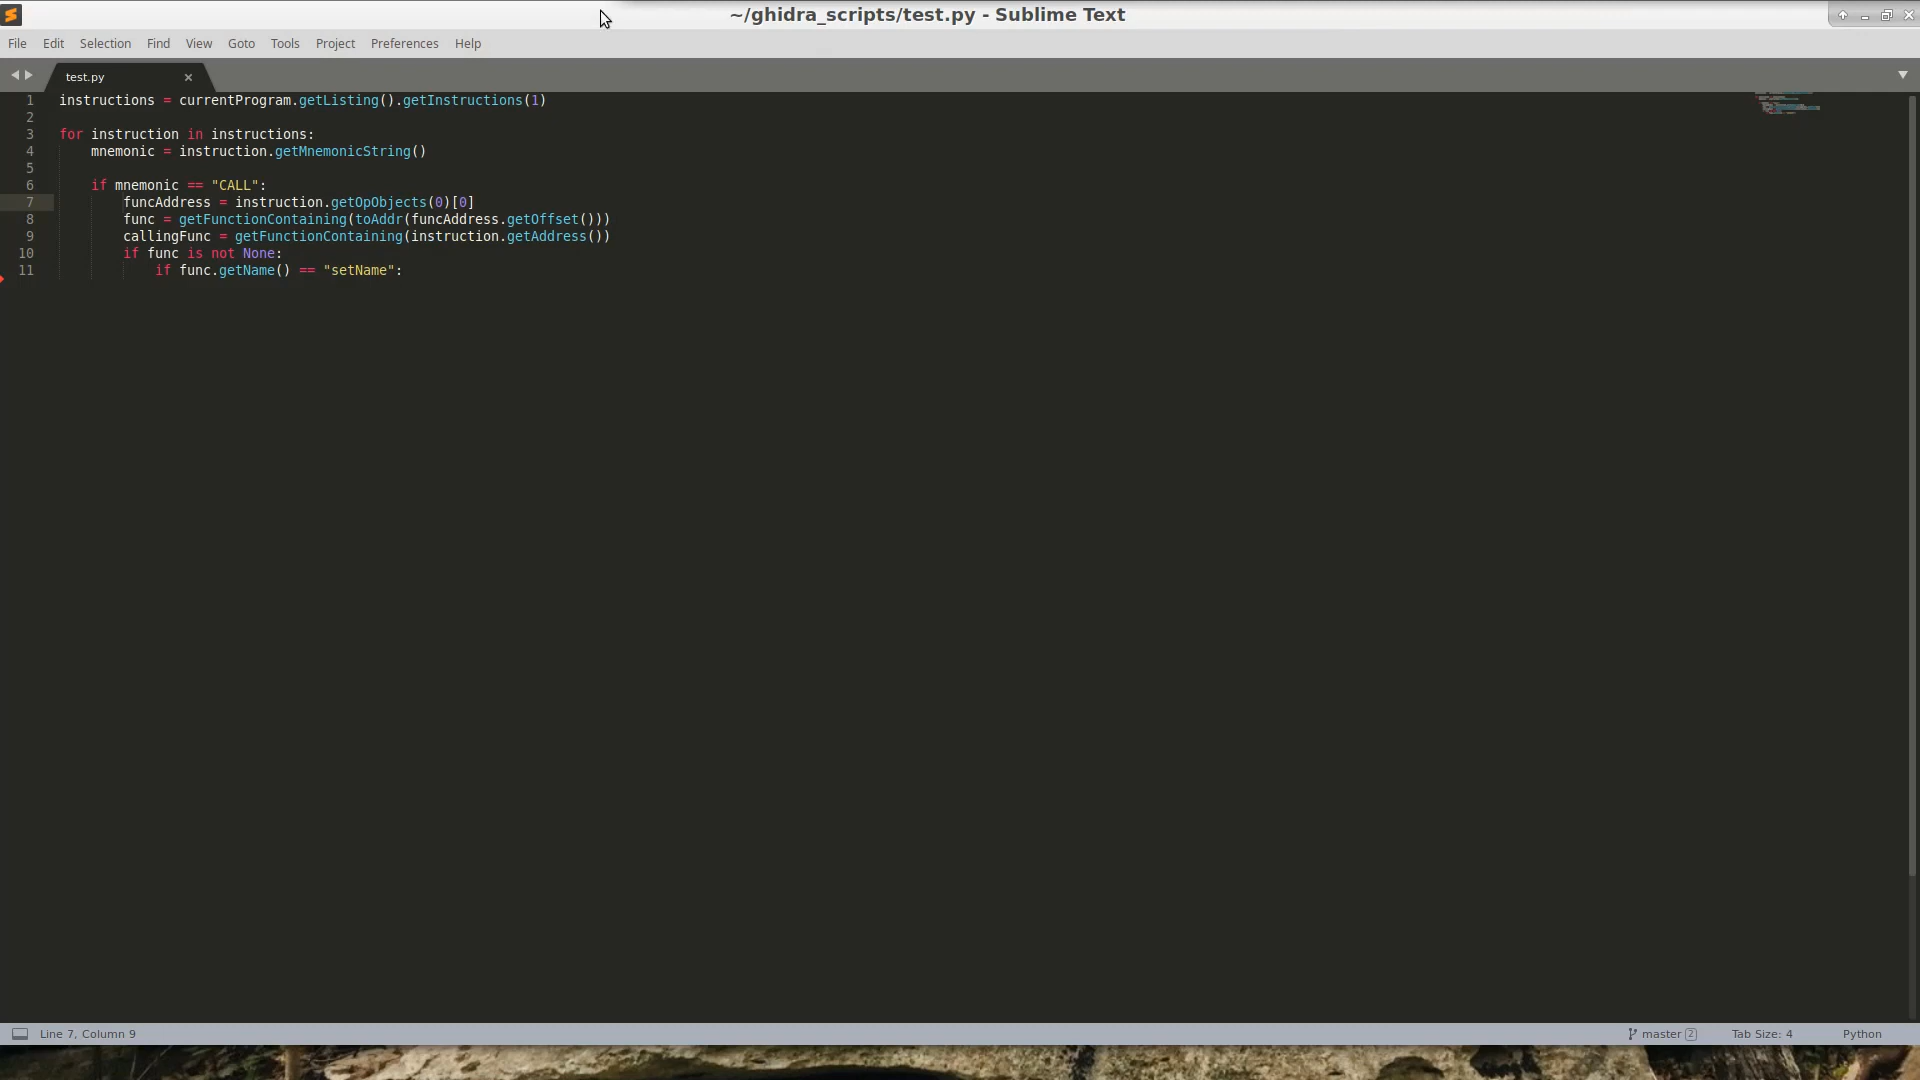 ~/ghidra_scripts/test.py - Sublime Text
File Edit Selection Find View Goto Tools Project Preferences Help
test.py
1 instructions = currentProgram.getListing().getInstructions(1)
2
3 for instruction in instructions:
4     mnemonic = instruction.getMnemonicString()
5
6     if mnemonic == "CALL":
7         funcAddress = instruction.getOpObjects(0)[0]
8         func = getFunctionContaining(toAddr(funcAddress.getOffset()))
9         callingFunc = getFunctionContaining(instruction.getAddress())
10         if func is not None:
11             if func.getName() == "setName":
Line 7, Column 9 master 2 Tab Size: 4 Python